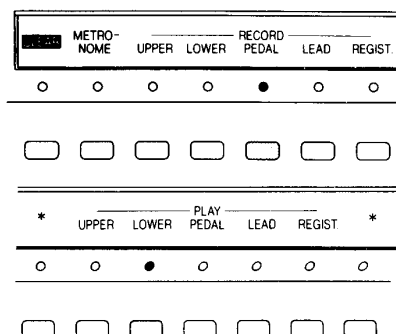 METRO- RECORD
NOME UPPER LOWER PEDAL LEAD REGIST.
* PLAY *
UPPER LOWER PEDAL LEAD REGIST.